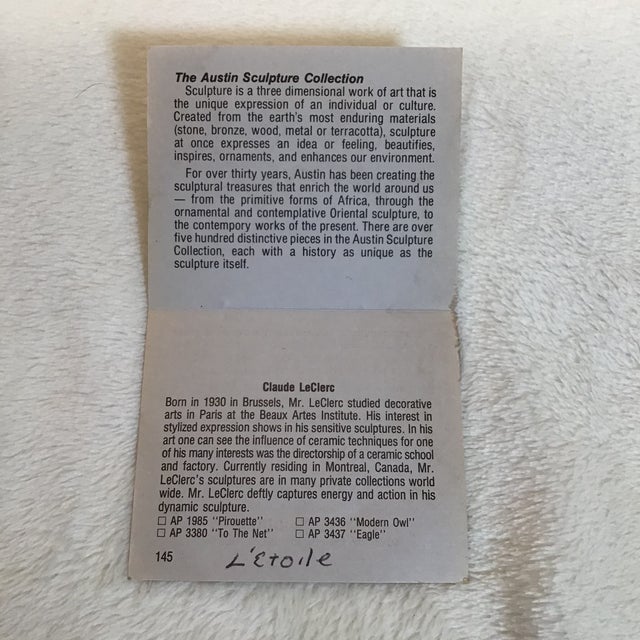 The Austin Sculpture Collection
Sculpture is a three dimensional work of art that is
the unique expression of an individual or culture.
Created from the earth's most enduring materials
(stone, bronze, wood, metal or terracotta), sculpture
at once expresses an idea or feeling, beautifies,
inspires, ornaments, and enhances our environment.
For over thirty years, Austin has been creating the
sculptural treasures that enrich the world around us
— from the primitive forms of Africa, through the
ornamental and contemplative Oriental sculpture, to
the contempory works of the present. There are over
five hundred distinctive pieces in the Austin Sculpture
Collection, each with a history as unique as the
sculpture itself.
Claude LeClerc
Born in 1930 in Brussels, Mr. LeClerc studied decorative
arts in Paris at the Beaux Artes Institute. His interest in
stylized expression shows in his sensitive sculptures. In his
art one can see the influence of ceramic techniques for one
of his many interests was the directorship of a ceramic school
and factory. Currently residing in Montreal, Canada, Mr.
LeClerc's sculptures are in many private collections world
wide. Mr. LeClerc deftly captures energy and action in his
dynamic sculpture.
☐ AP 1985 "Pirouette" ☐ AP 3436 "Modern Owl"
☐ AP 3380 "To The Net" ☐ AP 3437 "Eagle"
145 L'Etoile